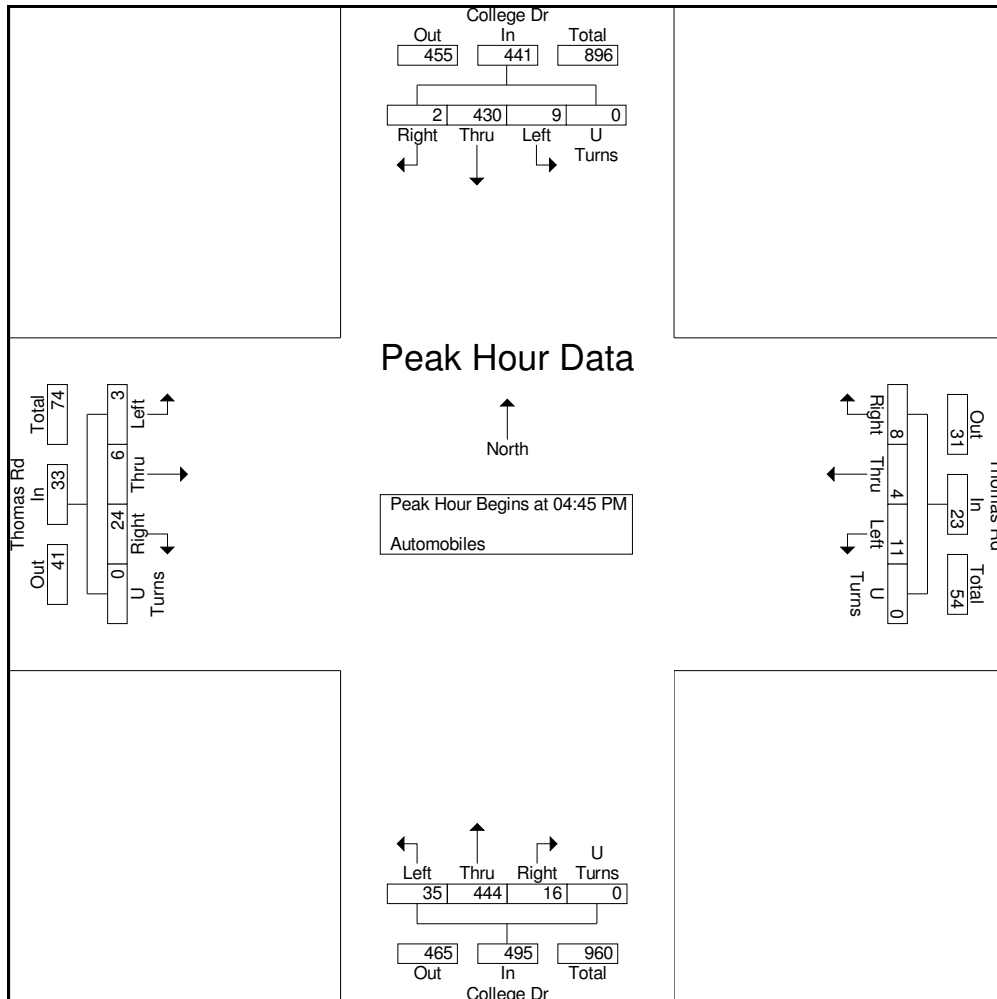 College Dr
Out In Total
455 441 896
2 430 9 0
Right Thru Left U
Turns
Peak Hour Data
North
Peak Hour Begins at 04:45 PM
Automobiles
Thomas Rd
Total In Out
74 33 41
3 6 24 0
Left Thru Right U
Turns
Thomas Rd
Out In Total
31 23 54
8 4 11 0
Right Thru Left U
Turns
U
Left Thru Right Turns
35 444 16 0
465 495 960
Out In Total
College Dr